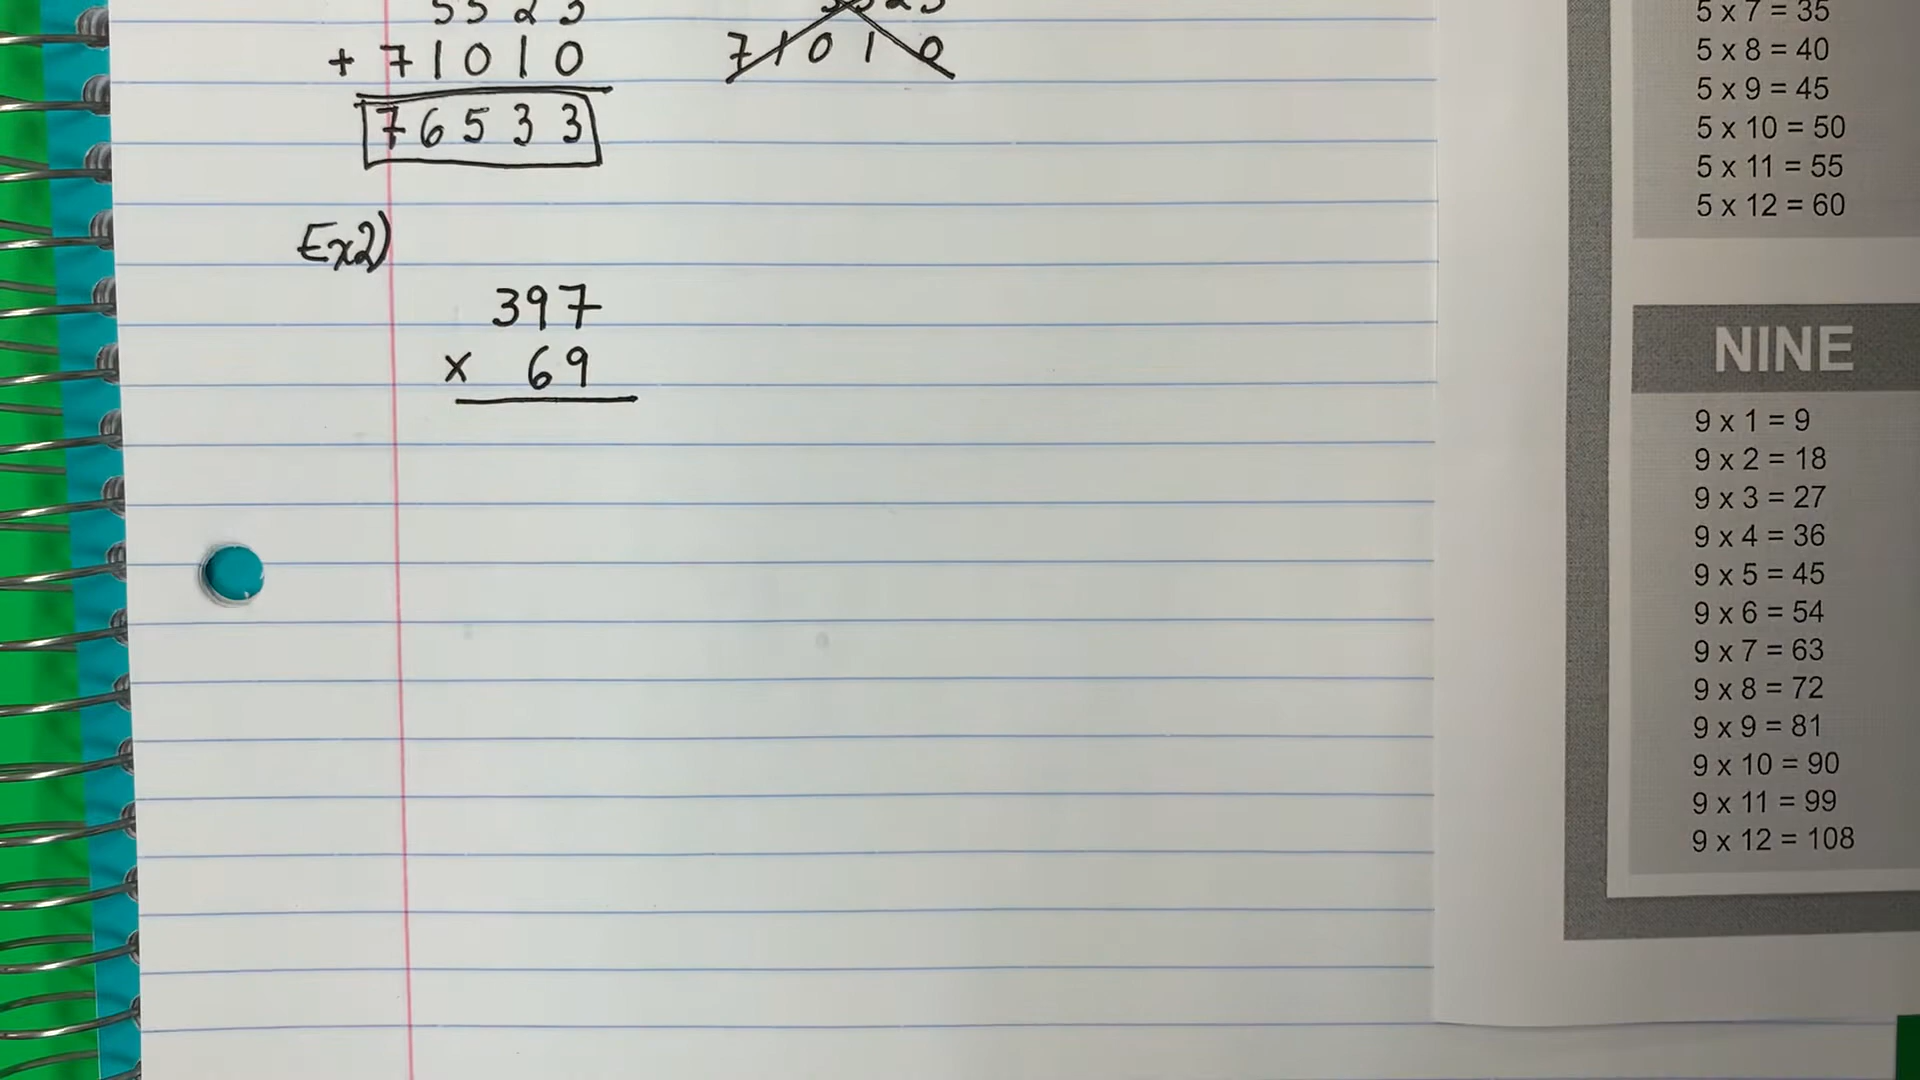 5523
+ 71010
76533
71010
Ex2)
397
x 69
5 x 7 = 35
5 x 8 = 40
5 x 9 = 45
5 x 10 = 50
5 x 11 = 55
5 x 12 = 60
NINE
9 x 1 = 9
9 x 2 = 18
9 x 3 = 27
9 x 4 = 36
9 x 5 = 45
9 x 6 = 54
9 x 7 = 63
9 x 8 = 72
9 x 9 = 81
9 x 10 = 90
9 x 11 = 99
9 x 12 = 108